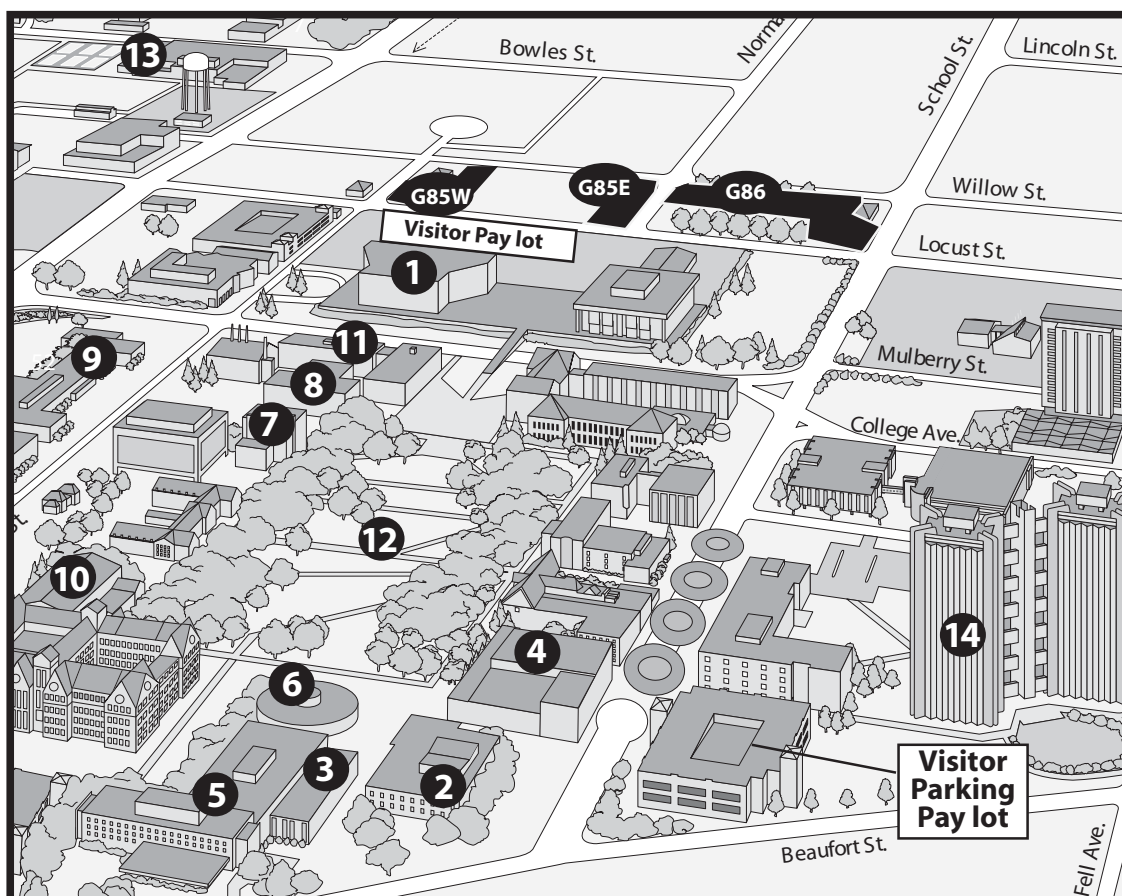 Bowles St.
Norma
School St.
Lincoln St.
13
G85W
G85E
G86
Willow St.
Visitor Pay lot
Locust St.
1
11
9
8
Mulberry St.
7
College Ave.
St.
12
10
14
4
6
3
5
2
Visitor
Parking
Pay lot
Beaufort St.
Fell Ave.